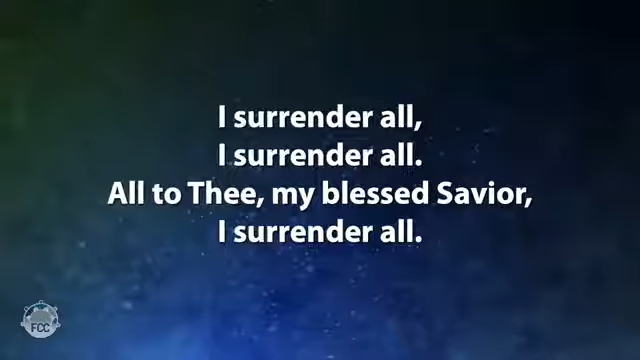 I surrender all,
I surrender all.
All to Thee, my blessed Savior,
I surrender all.
FCC